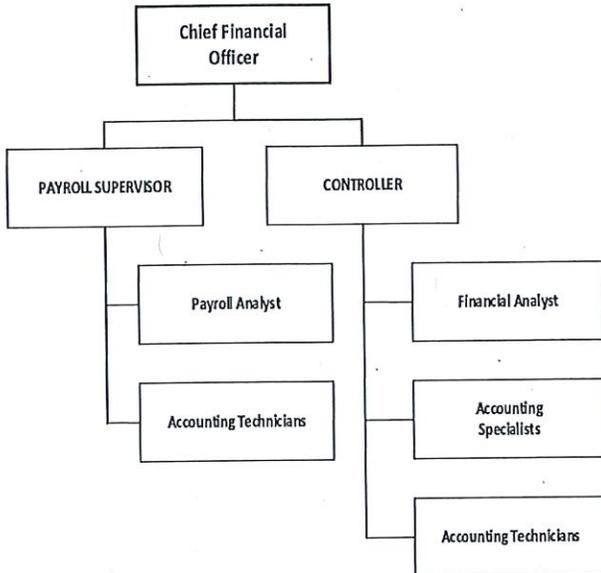 Chief Financial
Officer
PAYROLL SUPERVISOR
CONTROLLER
Payroll Analyst
Financial Analyst
Accounting Technicians
Accounting
Specialists
Accounting Technicians